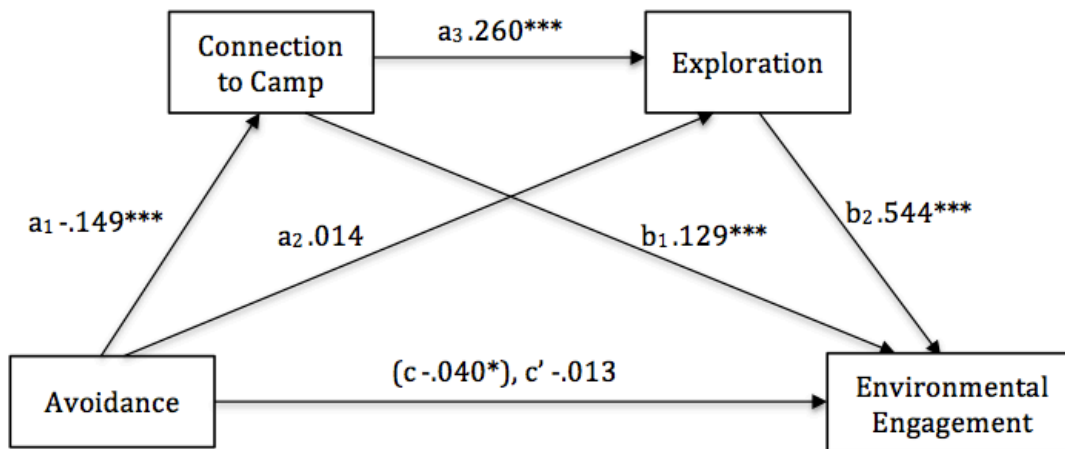 a₃ .260***
Connection
to Camp
Exploration
a₁ -.149***
a₂ .014
b₁ .129***
b₂ .544***
(c -.040*), c' -.013
Avoidance
Environmental
Engagement